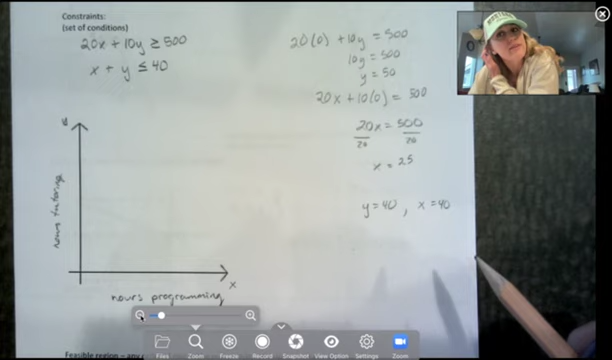 Constraints:
(set of conditions)
20x + 10y ≥ 500
x + y ≤ 40
20(0) + 10y = 500
10y = 500
y = 50
20x + 10(0) = 500
20x = 500
20 20
x = 25
y = 40 , x = 40
hours tutoring
x
hours programming
Feasible region – any
Files
Zoom
Freeze
Record
Snapshot
View Option
Settings
Zoom